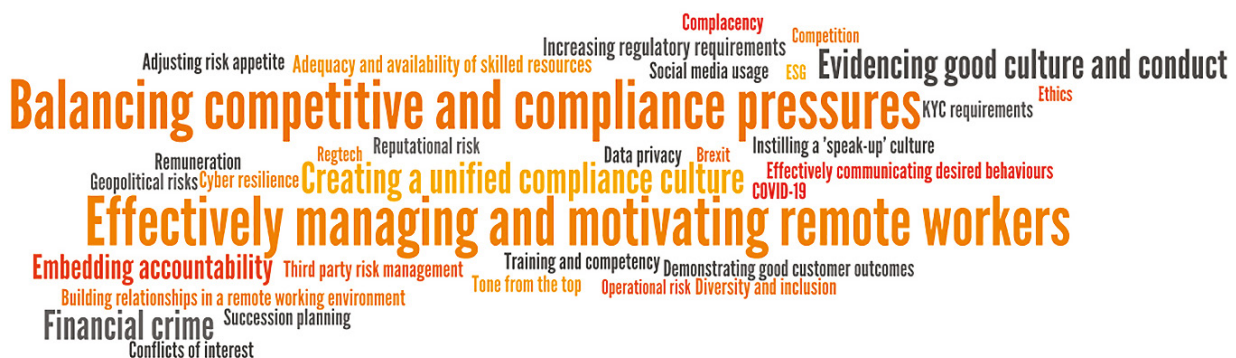 Complacency
Increasing regulatory requirements Competition
Adjusting risk appetite Adequacy and availability of skilled resources Social media usage ESG Evidencing good culture and conduct
Balancing competitive and compliance pressures KYC requirements Ethics
Remuneration Regtech Reputational risk Data privacy Brexit Instilling a 'speak-up' culture
Geopolitical risks Cyber resilience Creating a unified compliance culture Effectively communicating desired behaviours
COVID-19
Effectively managing and motivating remote workers
Embedding accountability Third party risk management Training and competency Demonstrating good customer outcomes
Building relationships in a remote working environment Tone from the top Operational risk Diversity and inclusion
Financial crime Succession planning
Conflicts of interest